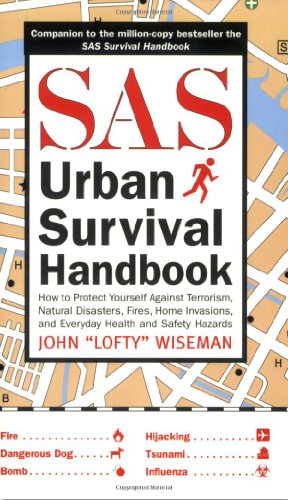 Companion to the million-copy bestseller the
SAS Survival Handbook
SAS
Urban
Survival
Handbook
How to Protect Yourself Against Terrorism,
Natural Disasters, Fires, Home Invasions,
and Everyday Health and Safety Hazards
JOHN "LOFTY" WISEMAN
Fire
Dangerous Dog
Bomb
Hijacking
Tsunami
Influenza